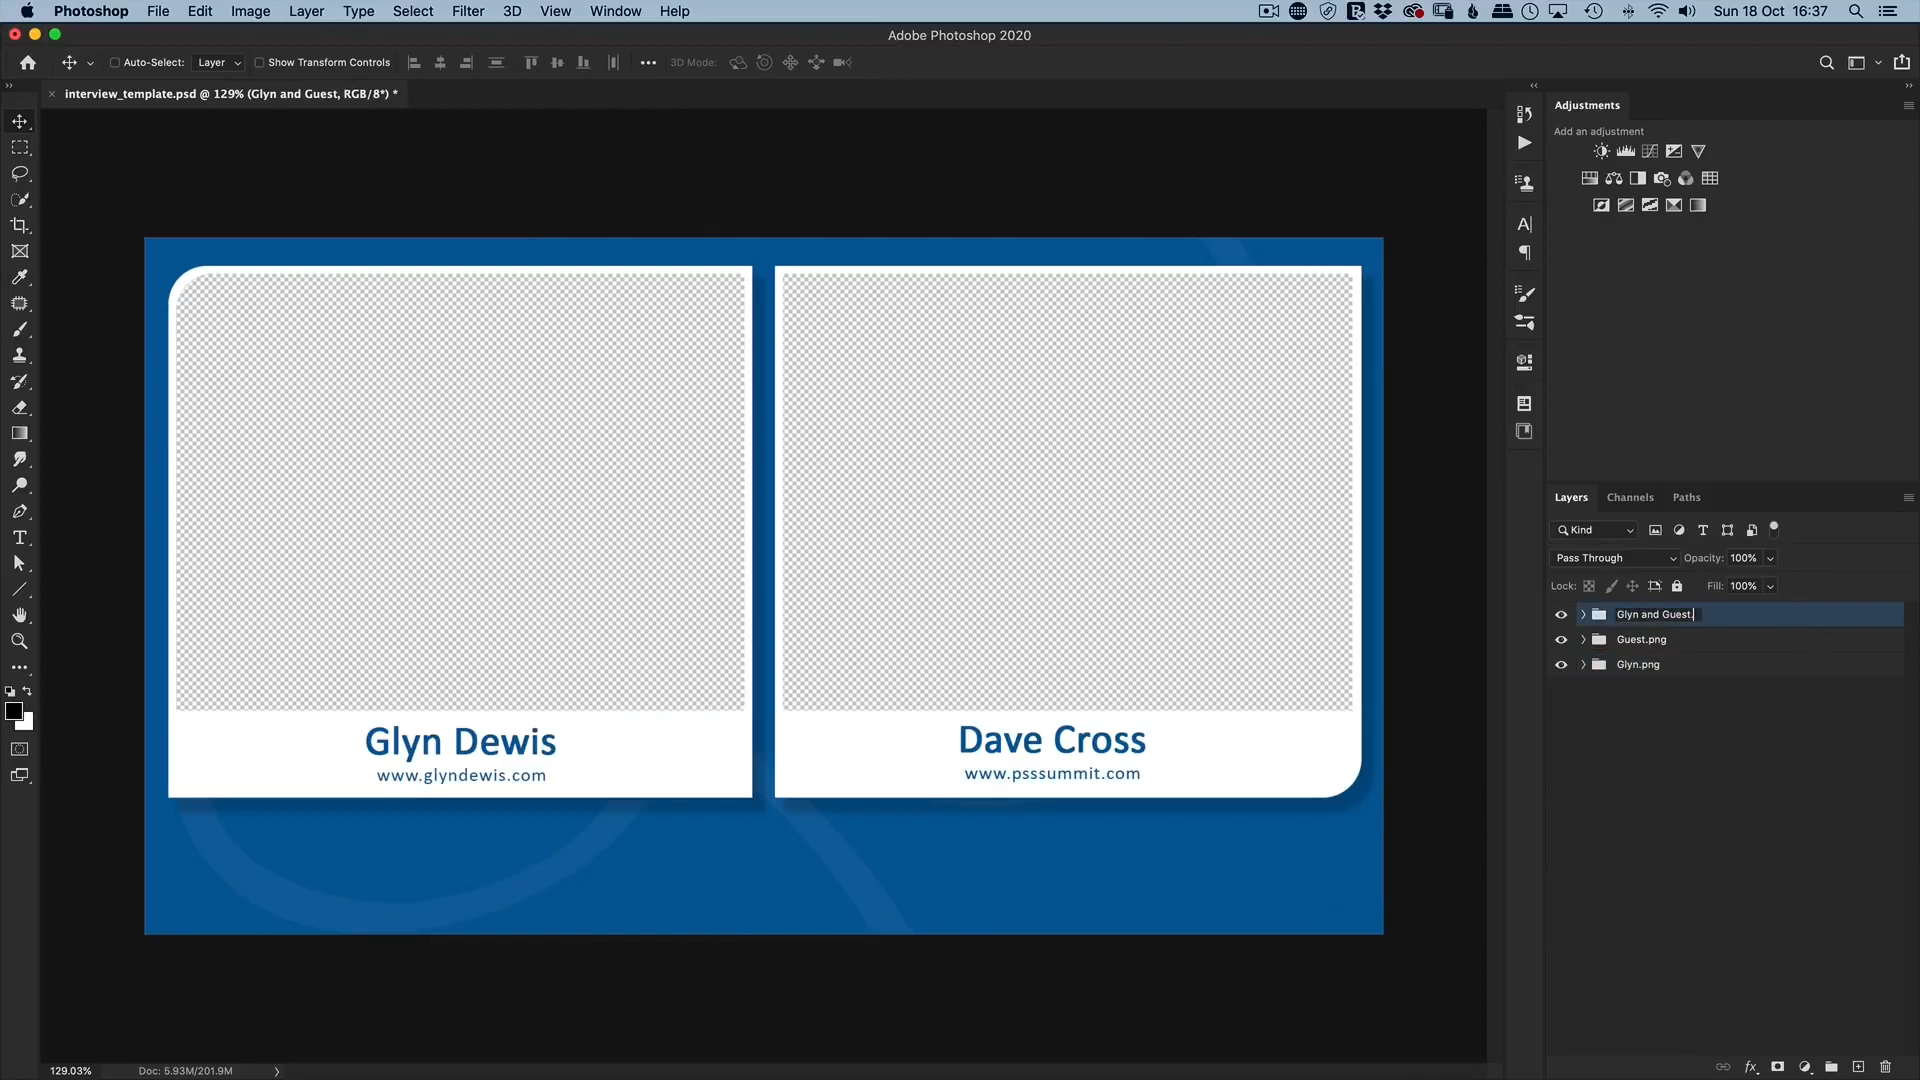 Photoshop File Edit Image Layer Type Select Filter 3D View Window Help Sun 18 Oct 16:37
Adobe Photoshop 2020
Auto-Select: Layer Show Transform Controls 3D Mode:
interview_template.psd @ 129% (Glyn and Guest, RGB/8*) *
Adjustments
Add an adjustment
Layers Channels Paths
Kind
Pass Through Opacity: 100%
Lock: Fill: 100%
Glyn and Guest.
Guest.png
Glyn.png
Glyn Dewis
www.glyndewis.com
Dave Cross
www.psssummit.com
129.03% Doc: 5.93M/201.9M